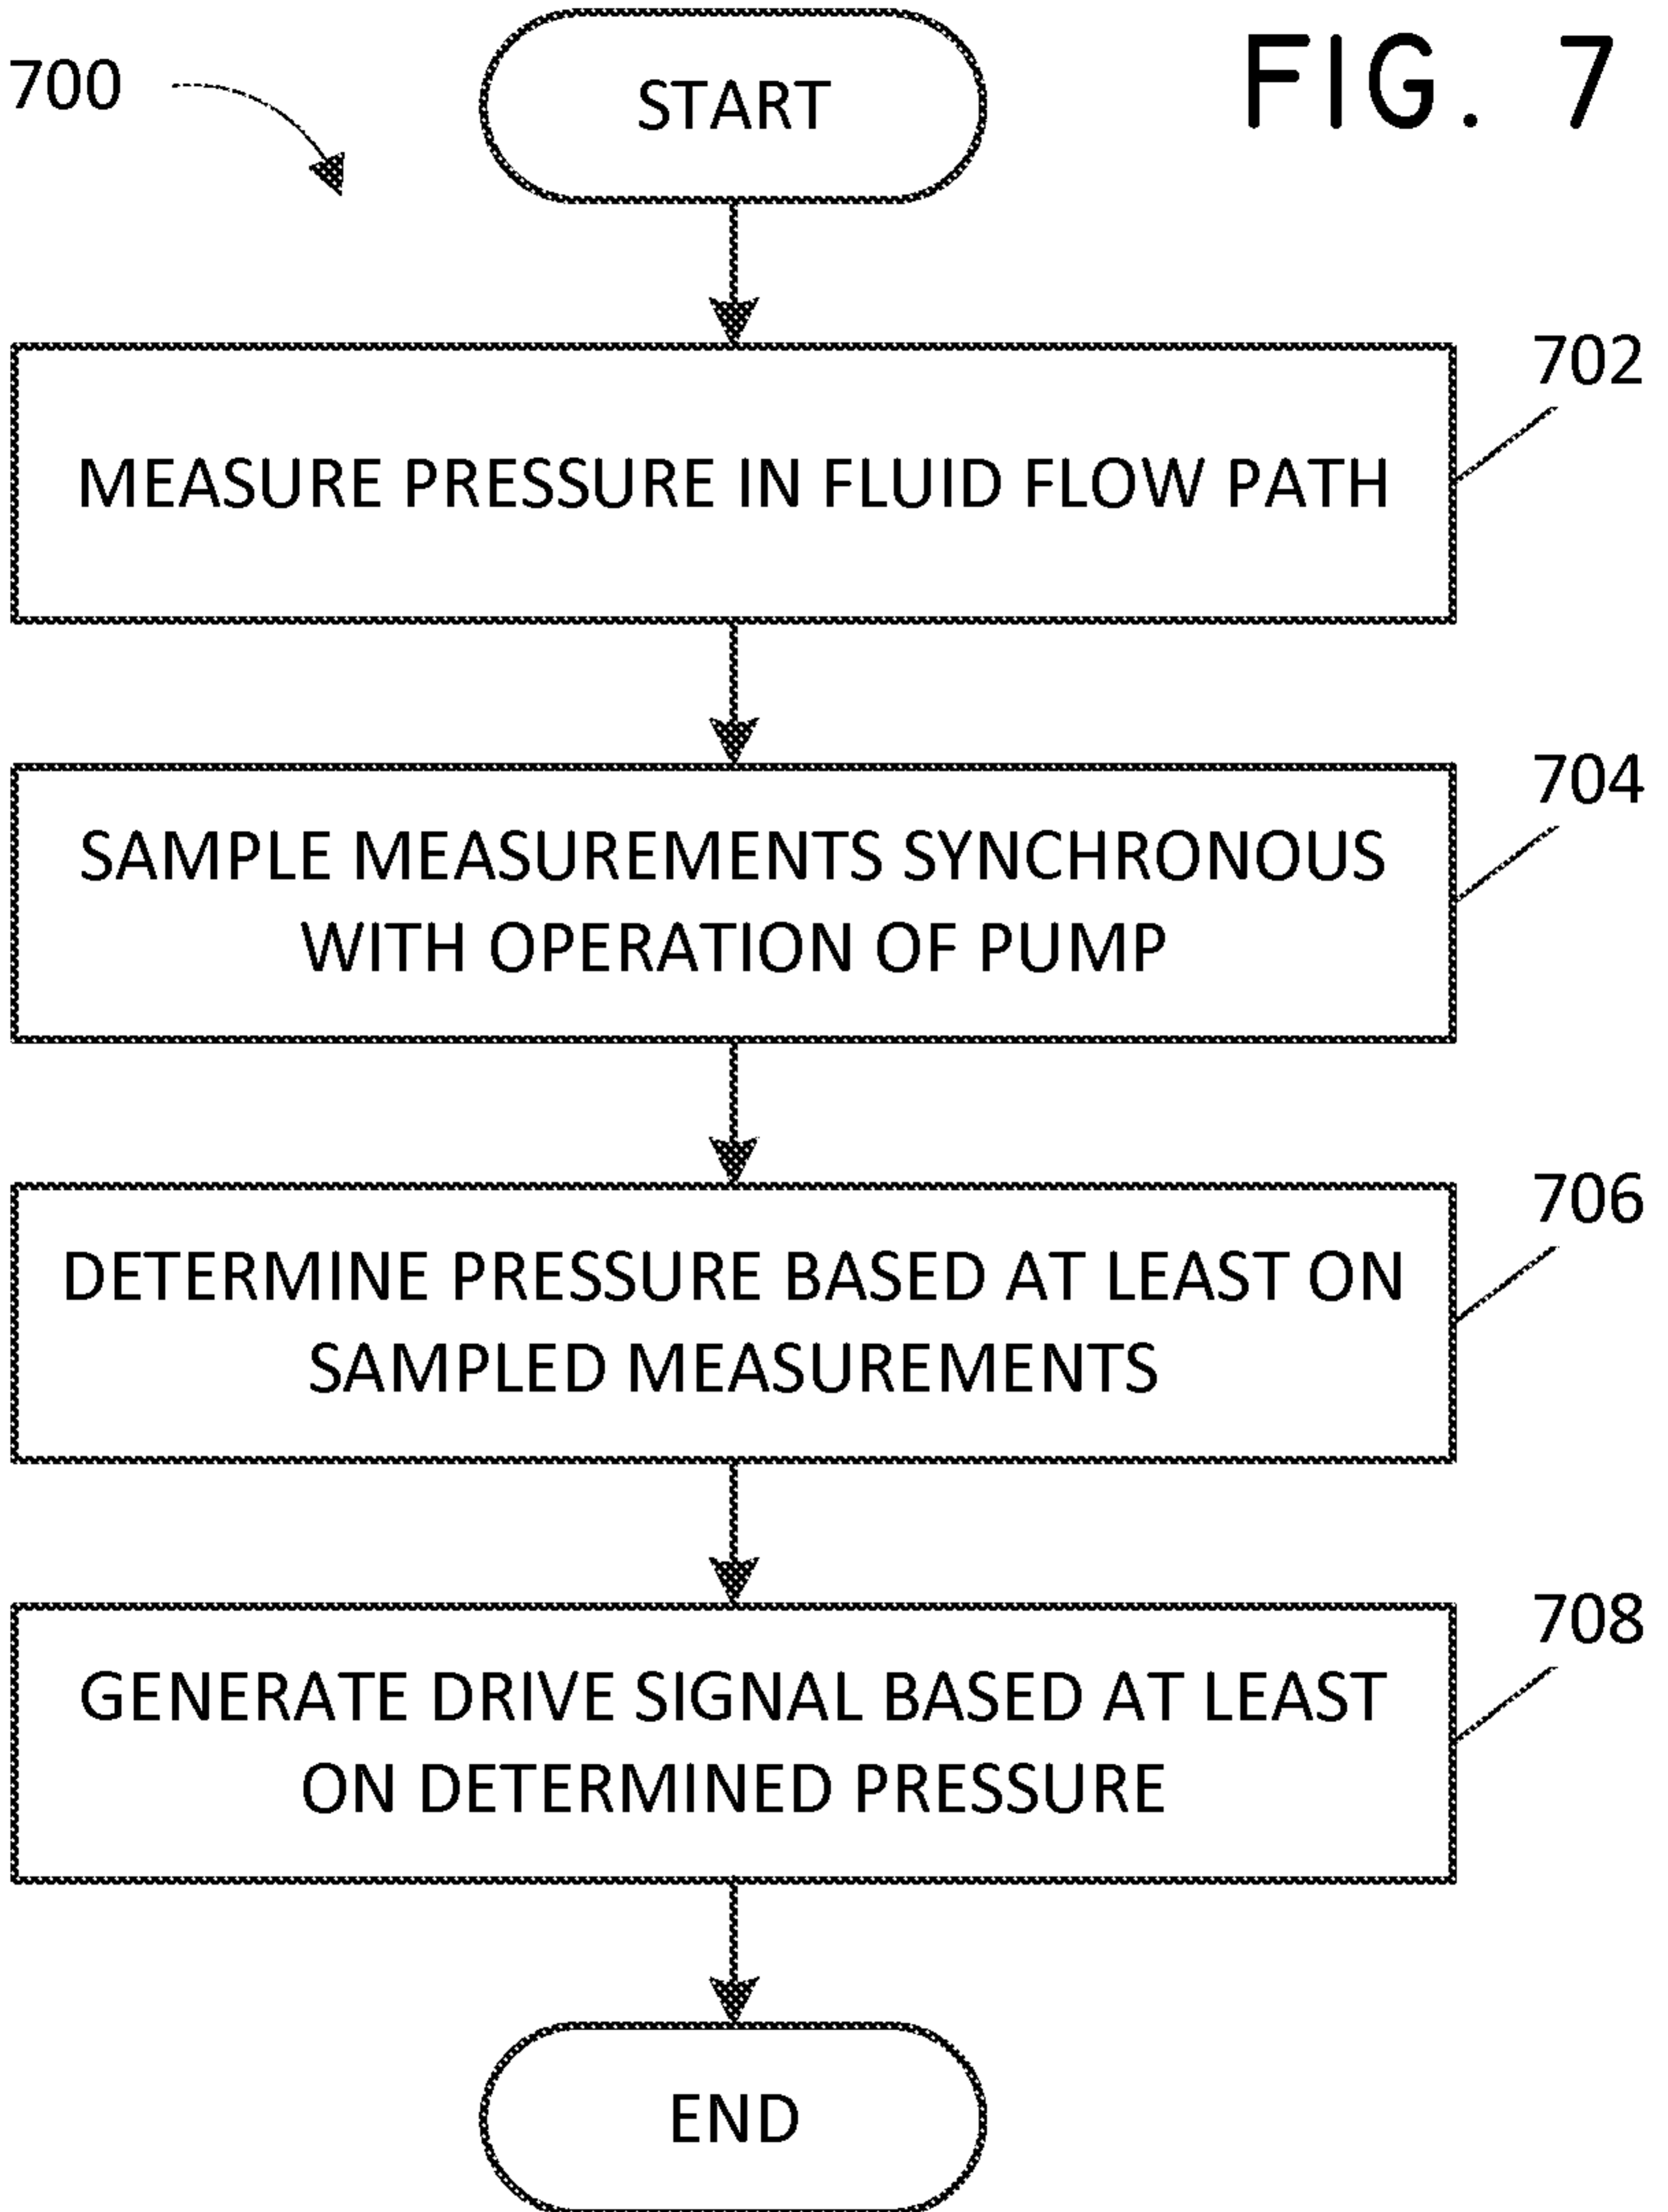 FIG. 7
700
START
702
MEASURE PRESSURE IN FLUID FLOW PATH
704
SAMPLE MEASUREMENTS SYNCHRONOUS
WITH OPERATION OF PUMP
706
DETERMINE PRESSURE BASED AT LEAST ON
SAMPLED MEASUREMENTS
708
GENERATE DRIVE SIGNAL BASED AT LEAST
ON DETERMINED PRESSURE
END